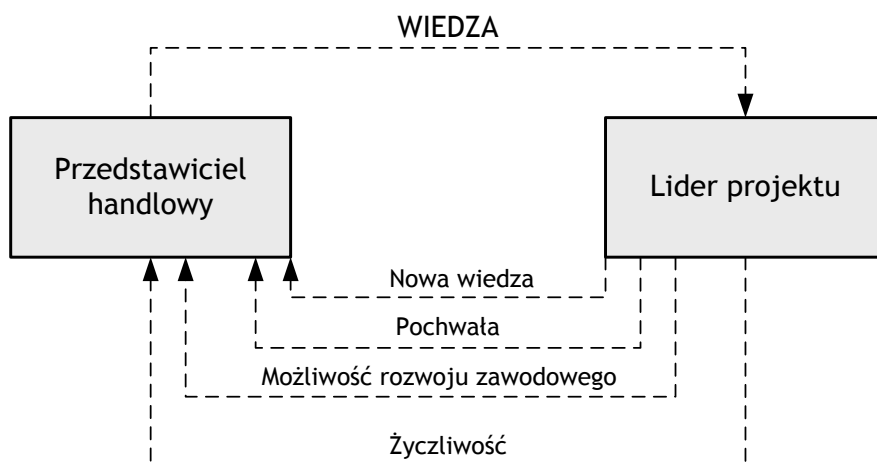 WIEDZA
Przedstawiciel
handlowy
Lider projektu
Nowa wiedza
Pochwała
Możliwość rozwoju zawodowego
Życzliwość